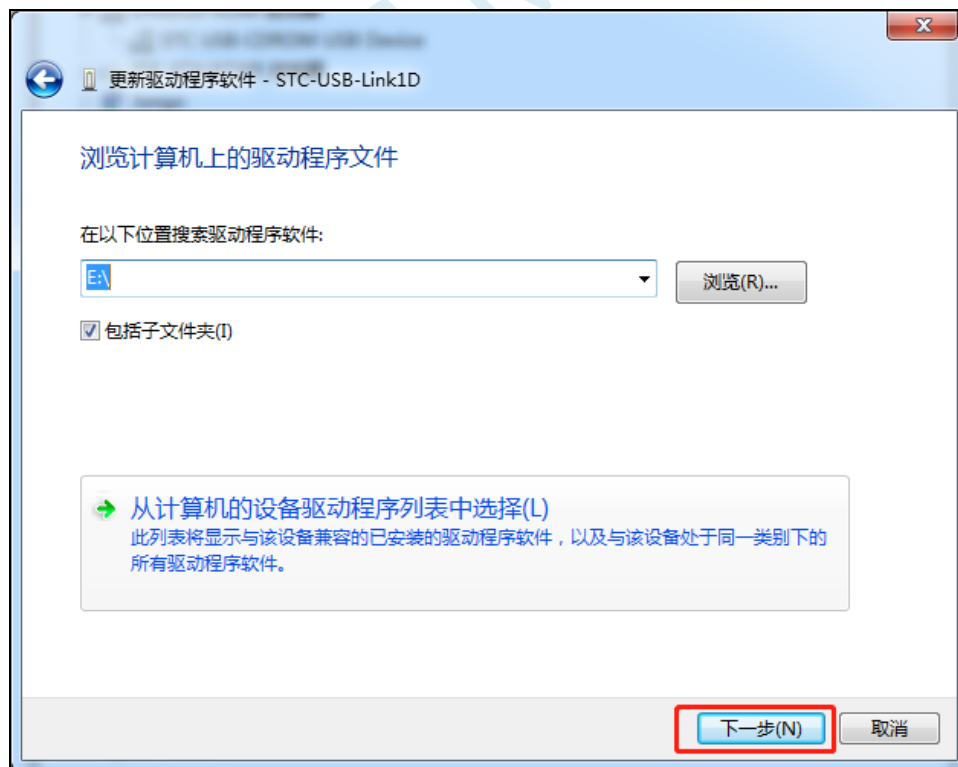 STC USB-CDROM USB Device
更新驱动程序软件 - STC-USB-Link1D
浏览计算机上的驱动程序文件
在以下位置搜索驱动程序软件:
E:\
浏览(R)...
包括子文件夹(I)
从计算机的设备驱动程序列表中选择(L)
此列表将显示与该设备兼容的已安装的驱动程序软件，以及与该设备处于同一类别下的
所有驱动程序软件。
下一步(N)
取消